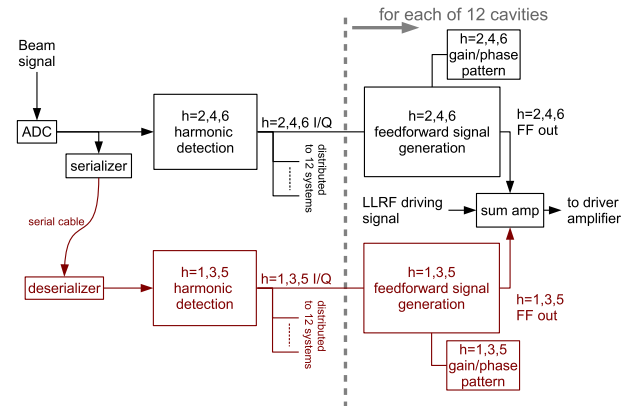 for each of 12 cavities
Beam
signal
h=2,4,6
gain/phase
pattern
ADC
h=2,4,6
harmonic
detection
h=2,4,6 I/Q
h=2,4,6
feedforward signal
generation
h=2,4,6
FF out
serializer
distributed
to 12 systems
LLRF driving
signal
sum amp
to driver
amplifier
serial cable
deserializer
h=1,3,5
harmonic
detection
h=1,3,5 I/Q
h=1,3,5
feedforward signal
generation
h=1,3,5
FF out
distributed
to 12 systems
h=1,3,5
gain/phase
pattern